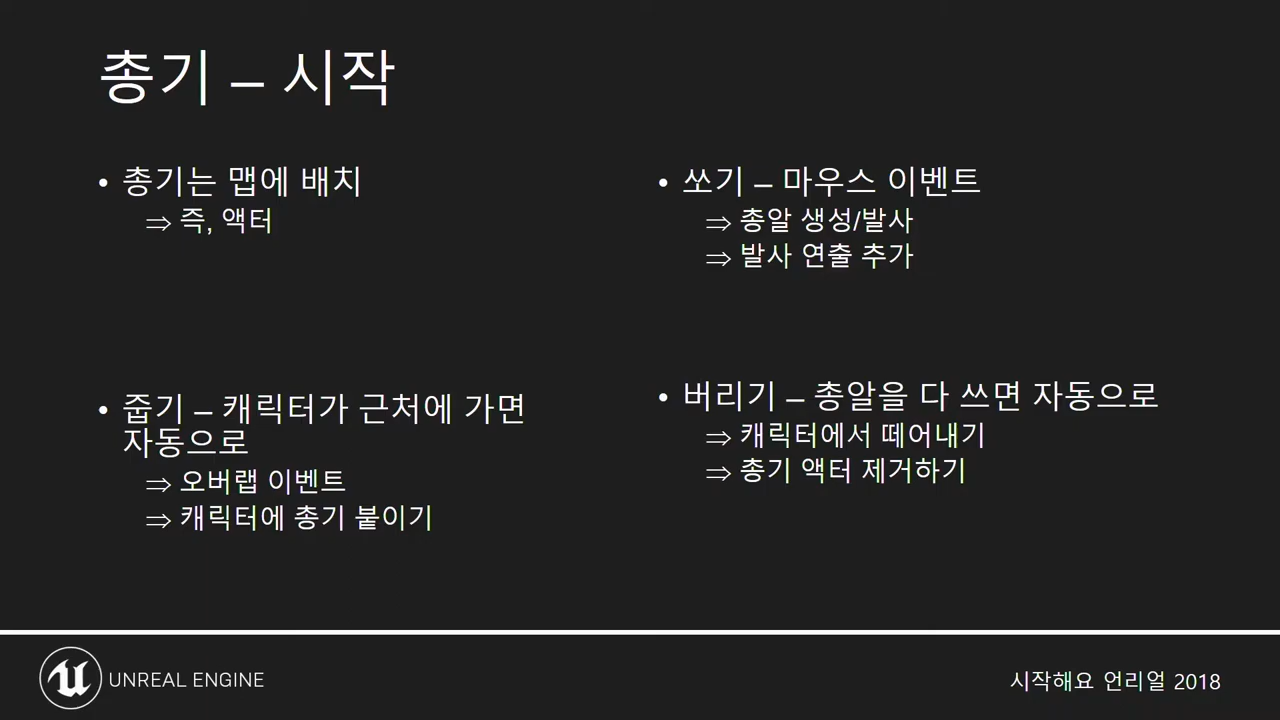 총기 – 시작
• 총기는 맵에 배치
⇒ 즉, 액터
• 줍기 – 캐릭터가 근처에 가면
자동으로
⇒ 오버랩 이벤트
⇒ 캐릭터에 총기 붙이기
• 쏘기 – 마우스 이벤트
⇒ 총알 생성/발사
⇒ 발사 연출 추가
• 버리기 – 총알을 다 쓰면 자동으로
⇒ 캐릭터에서 떼어내기
⇒ 총기 액터 제거하기
UNREAL ENGINE
시작해요 언리얼 2018